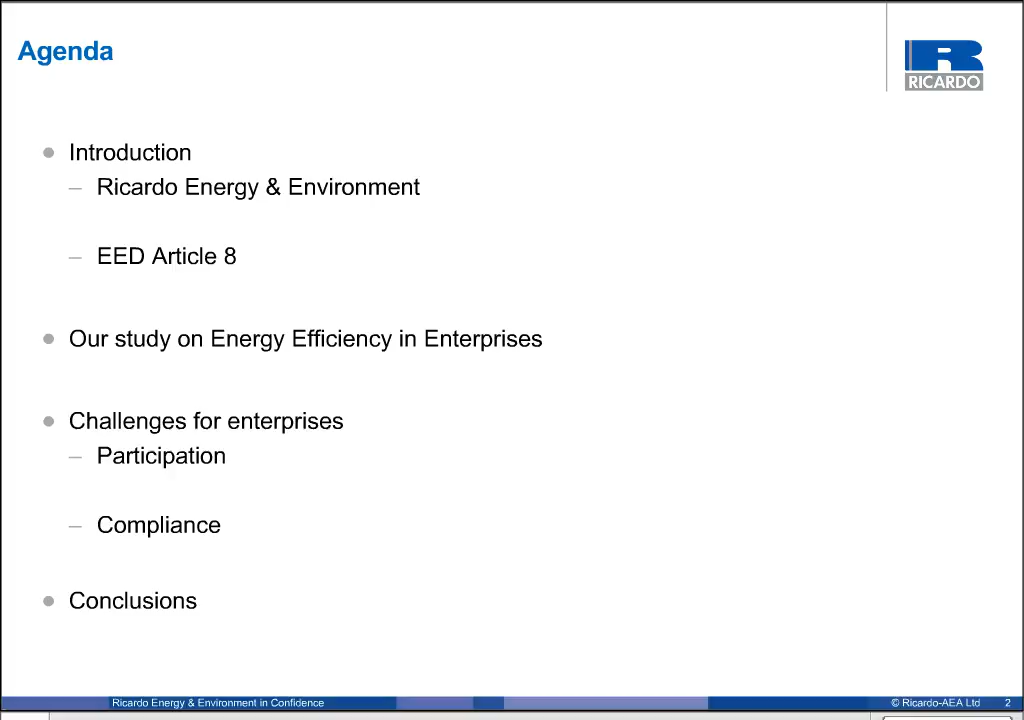 Agenda
RICARDO
Introduction
– Ricardo Energy & Environment
– EED Article 8
Our study on Energy Efficiency in Enterprises
Challenges for enterprises
– Participation
– Compliance
Conclusions
Ricardo Energy & Environment in Confidence
© Ricardo-AEA Ltd
2